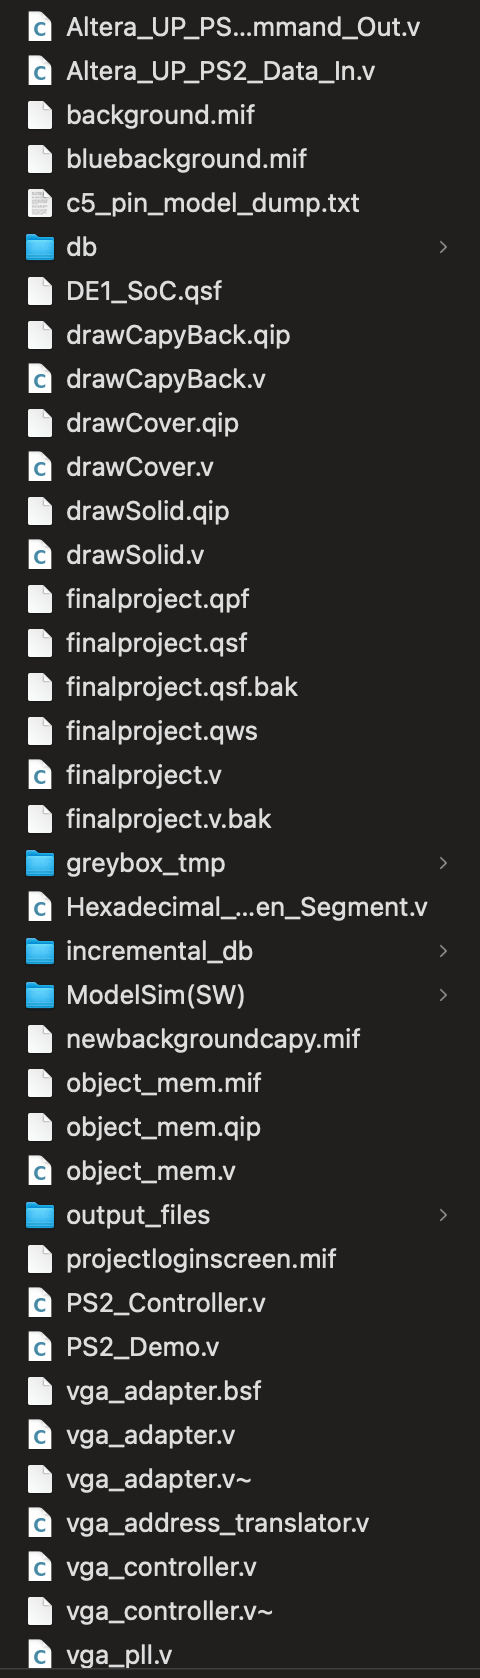 Altera_UP_PS...mmand_Out.v
Altera_UP_PS2_Data_In.v
background.mif
bluebackground.mif
c5_pin_model_dump.txt
db
DE1_SoC.qsf
drawCapyBack.qip
drawCapyBack.v
drawCover.qip
drawCover.v
drawSolid.qip
drawSolid.v
finalproject.qpf
finalproject.qsf
finalproject.qsf.bak
finalproject.qws
finalproject.v
finalproject.v.bak
greybox_tmp
Hexadecimal_...en_Segment.v
incremental_db
ModelSim(SW)
newbackgroundcapy.mif
object_mem.mif
object_mem.qip
object_mem.v
output_files
projectloginscreen.mif
PS2_Controller.v
PS2_Demo.v
vga_adapter.bsf
vga_adapter.v
vga_adapter.v~
vga_address_translator.v
vga_controller.v
vga_controller.v~
vga_pll.v